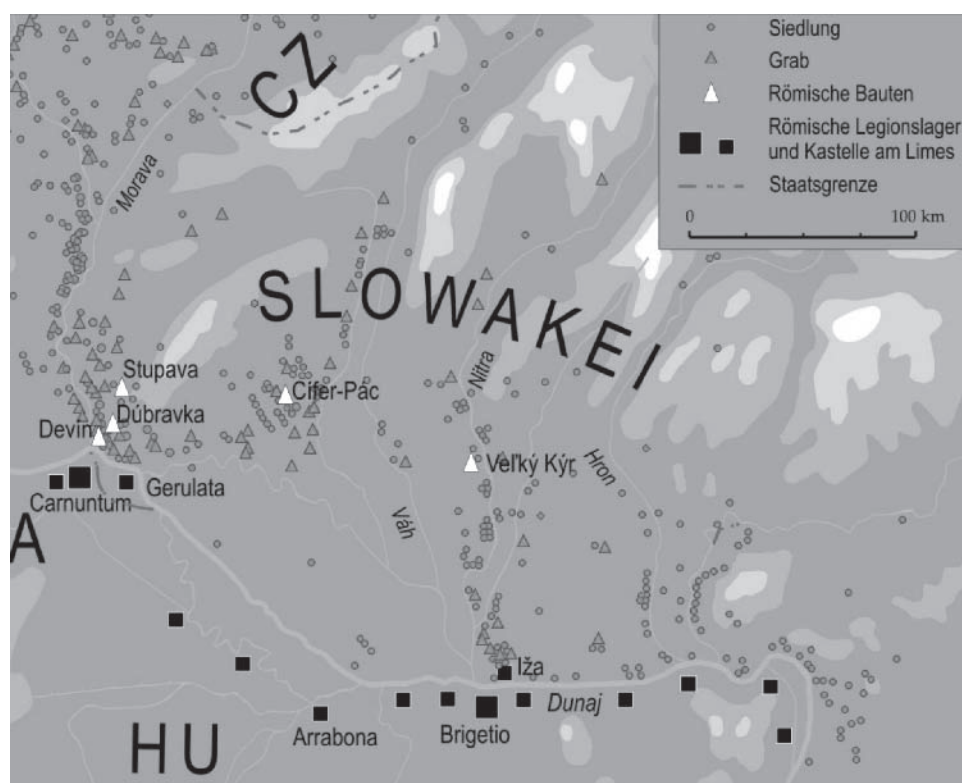 Siedlung
Grab
Römische Bauten
Römische Legionslager
und Kastelle am Limes
Staatsgrenze
0 100 km
CZ
Morava
SLOWAKEI
Stupava
Dúbravka
Devín
Cífer-Pác
Nitra
Veľký Kýr
Hron
Carnuntum
Gerulata
Váh
A
Iža
Dunaj
Arrabona
Brigetio
HU